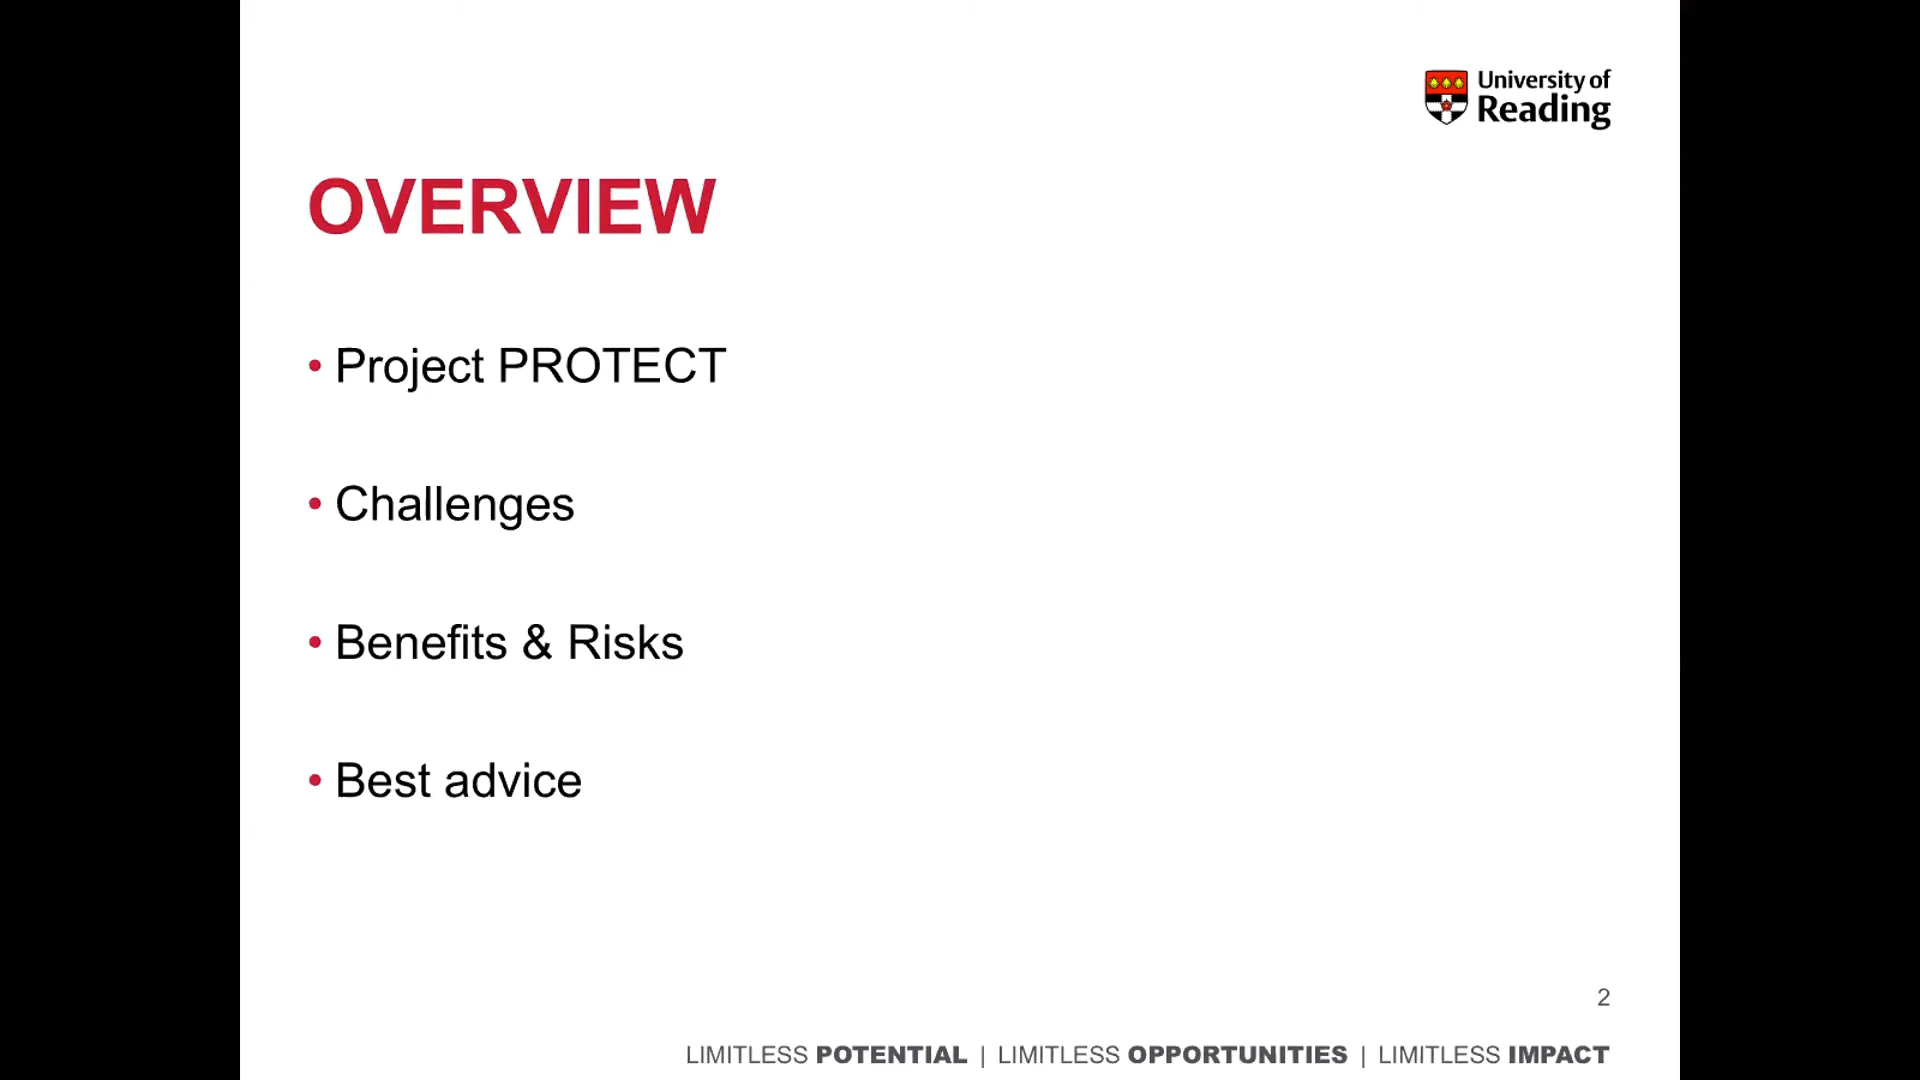 University of
Reading
OVERVIEW
• Project PROTECT
• Challenges
• Benefits & Risks
• Best advice
2
LIMITLESS POTENTIAL | LIMITLESS OPPORTUNITIES | LIMITLESS IMPACT